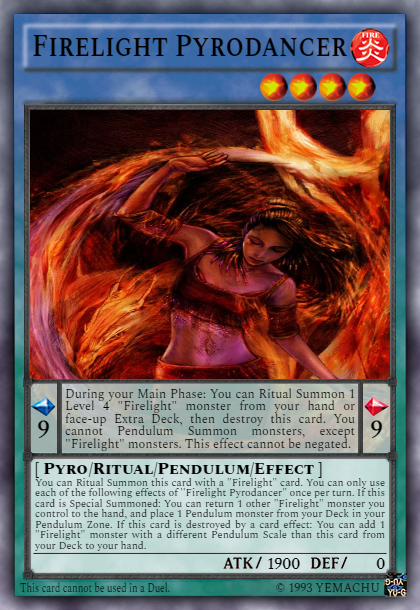 FIRELIGHT PYRODANCER
FIRE
炎
During your Main Phase: You can Ritual Summon 1
Level 4 "Firelight" monster from your hand or
face-up Extra Deck, then destroy this card. You
cannot Pendulum Summon monsters, except
"Firelight" monsters. This effect cannot be negated.
9
9
[ PYRO/RITUAL/PENDULUM/EFFECT ]
You can Ritual Summon this card with a "Firelight" card. You can only use
each of the following effects of "Firelight Pyrodancer" once per turn. If this
card is Special Summoned: You can return 1 other "Firelight" monster you
control to the hand, and place 1 Pendulum monster from your Deck in your
Pendulum Zone. If this card is destroyed by a card effect: You can add 1
"Firelight" monster with a different Pendulum Scale than this card from
your Deck to your hand.
ATK / 1900 DEF/ 0
This card cannot be used in a Duel.
© 1993 YEMACHU